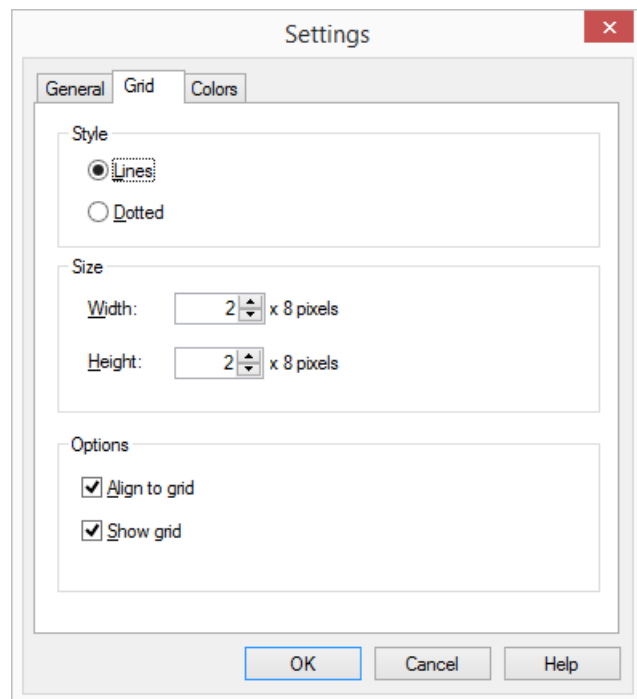 Settings
General Grid Colors
Style
Lines
Dotted
Size
Width: 2 x 8 pixels
Height: 2 x 8 pixels
Options
Align to grid
Show grid
OK Cancel Help